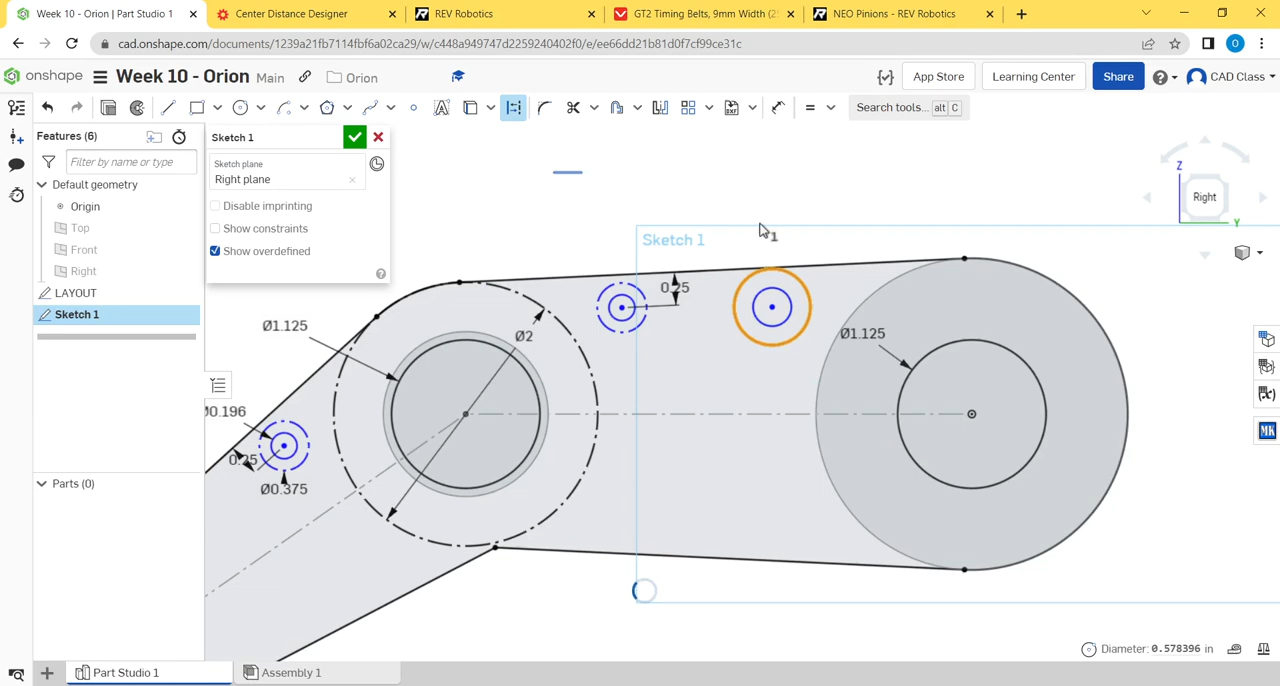 Week 10 - Orion | Part Studio 1
Center Distance Designer
REV Robotics
GT2 Timing Belts, 9mm Width (2
NEO Pinions - REV Robotics
cad.onshape.com/documents/1239a21fb7114fbf6a02ca29/w/c448a949747d2259240402f0/e/ee66dd21b81d0f7cf99ce31c
O
onshape
Week 10 - Orion
Main
Orion
App Store
Learning Center
Share
CAD Class
Search tools... alt C
Features (6)
Filter by name or type
Default geometry
Origin
Top
Front
Right
LAYOUT
Sketch 1
Parts (0)
Sketch 1
Sketch plane
Right plane
Disable imprinting
Show constraints
Show overdefined
Sketch 1
1
Z
Right
Y
0.25
Ø1.125
Ø2
Ø1.125
Ø0.196
0.25
Ø0.375
MK
Diameter: 0.578396 in
Part Studio 1
Assembly 1